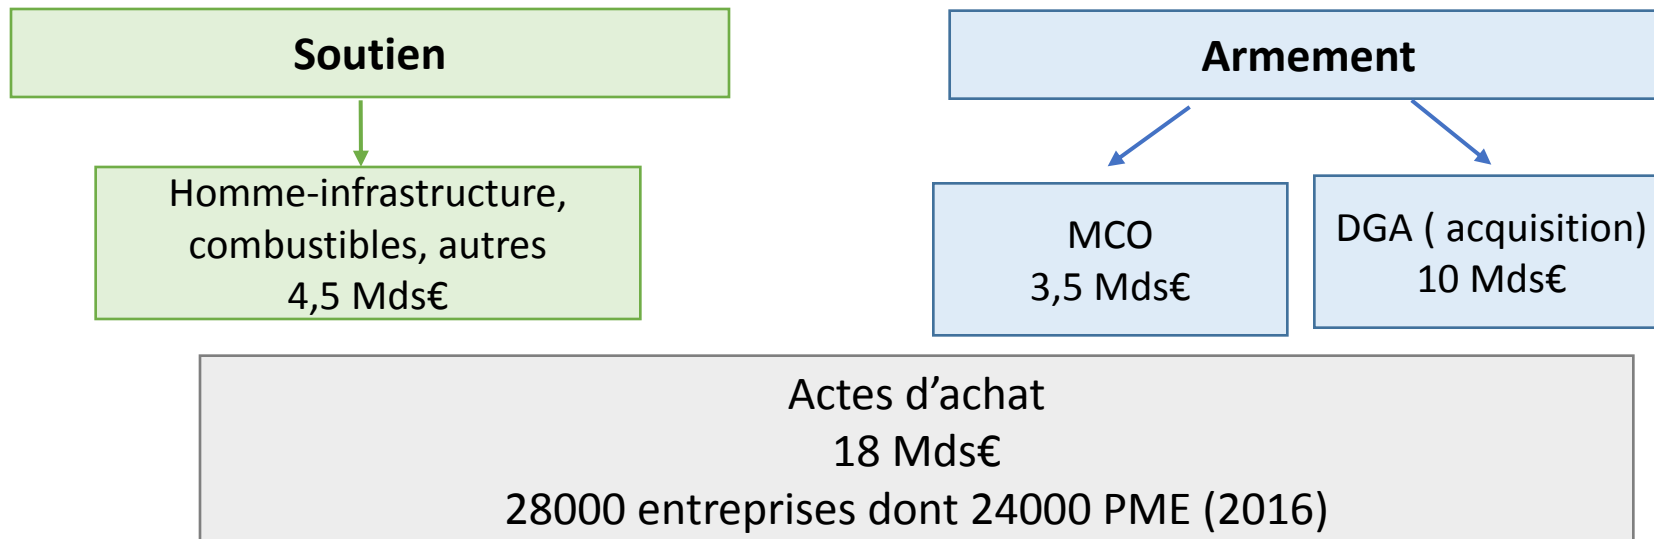 Soutien
Armement
Homme-infrastructure,
combustibles, autres
4,5 Mds€
MCO
3,5 Mds€
DGA ( acquisition)
10 Mds€
Actes d’achat
18 Mds€
28000 entreprises dont 24000 PME (2016)